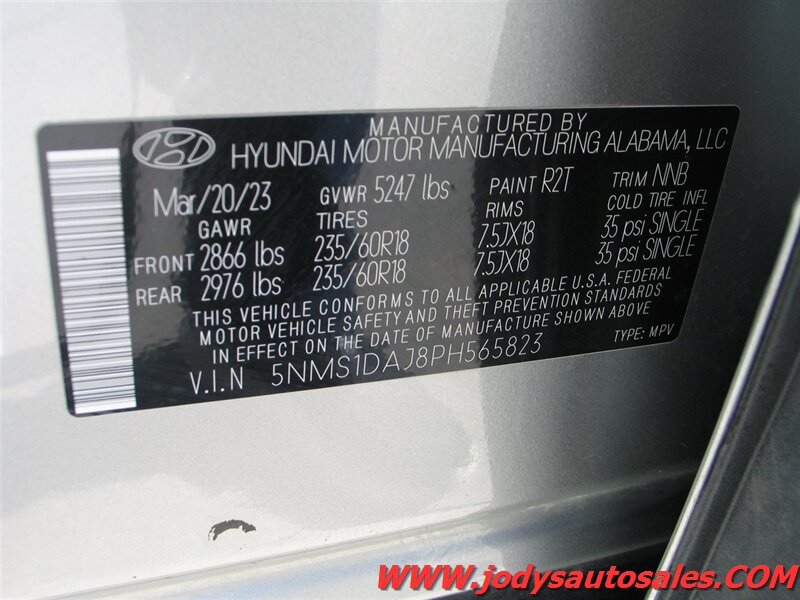 MANUFACTURED BY
HYUNDAI MOTOR MANUFACTURING ALABAMA, LLC
Mar/20/23 GVWR 5247 lbs PAINT R2T TRIM NNB
GAWR TIRES RIMS COLD TIRE INFL
FRONT 2866 lbs 235/60R18 7.5JX18 35 psi SINGLE
REAR 2976 lbs 235/60R18 7.5JX18 35 psi SINGLE
THIS VEHICLE CONFORMS TO ALL APPLICABLE U.S.A. FEDERAL
MOTOR VEHICLE SAFETY AND THEFT PREVENTION STANDARDS
IN EFFECT ON THE DATE OF MANUFACTURE SHOWN ABOVE
V.I.N 5NMS1DAJ8PH565823 TYPE: MPV
www.jodysautosales.COM